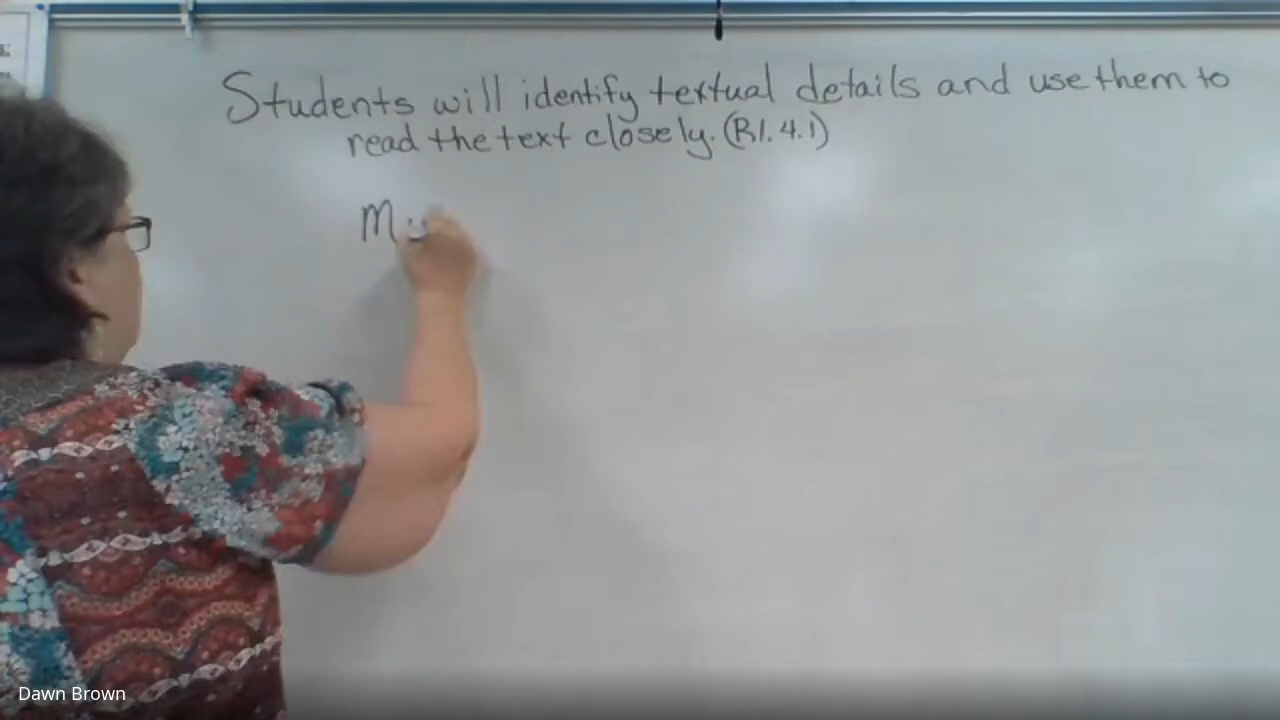 Students will identify textual details and use them to
read the text closely. (RI.4.1)
Dawn Brown